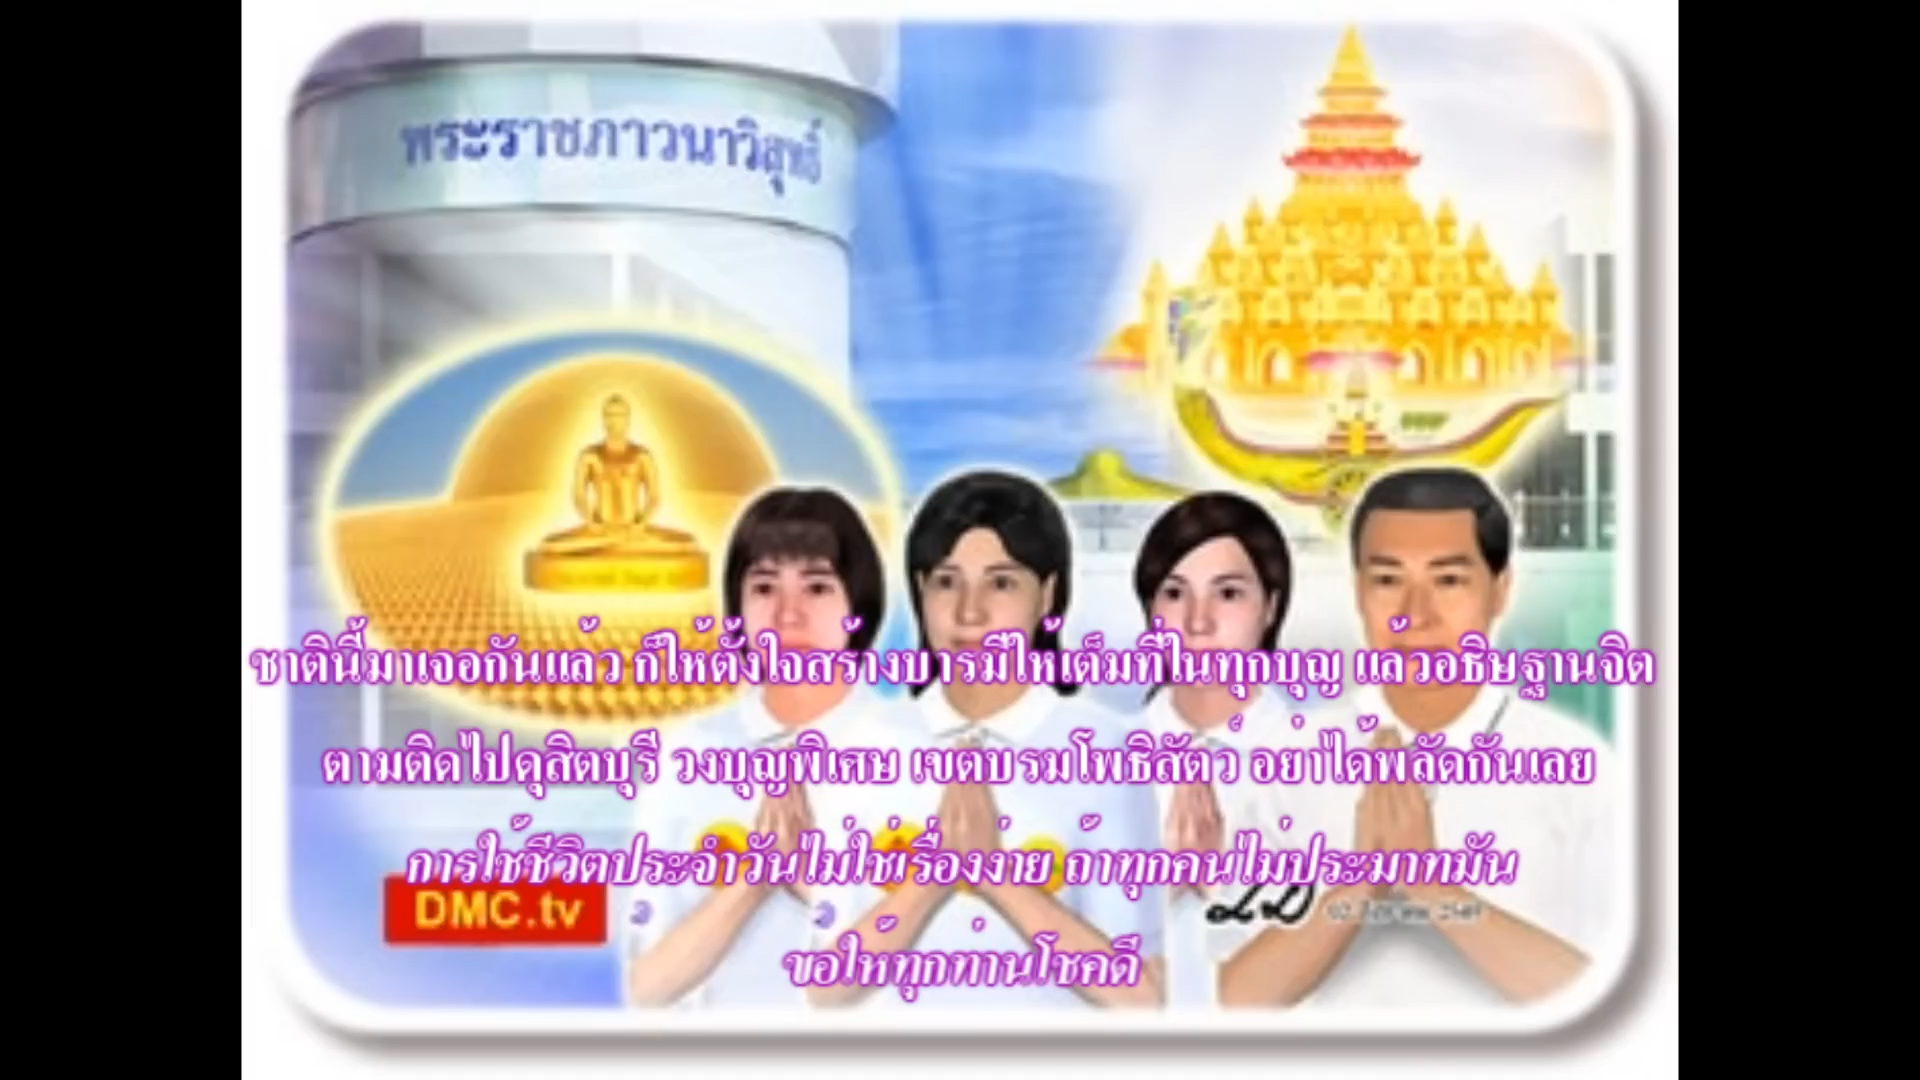 พระราชภาวนาวิสุทธิ์
ชาตินี้มาเจอกันแล้ว ก็ให้ตั้งใจสร้างบารมีให้เต็มที่ในทุกบุญ แล้วอธิษฐานจิต
ตามติดไปดุสิตบุรี วงบุญพิเศษ เขตบรมโพธิสัตว์ อย่าได้พลัดกันเลย
การใช้ชีวิตประจำวันไม่ใช่เรื่องง่าย ถ้าทุกคนไม่ประมาทมัน
DMC.tv
ขอให้ทุกท่านโชคดี